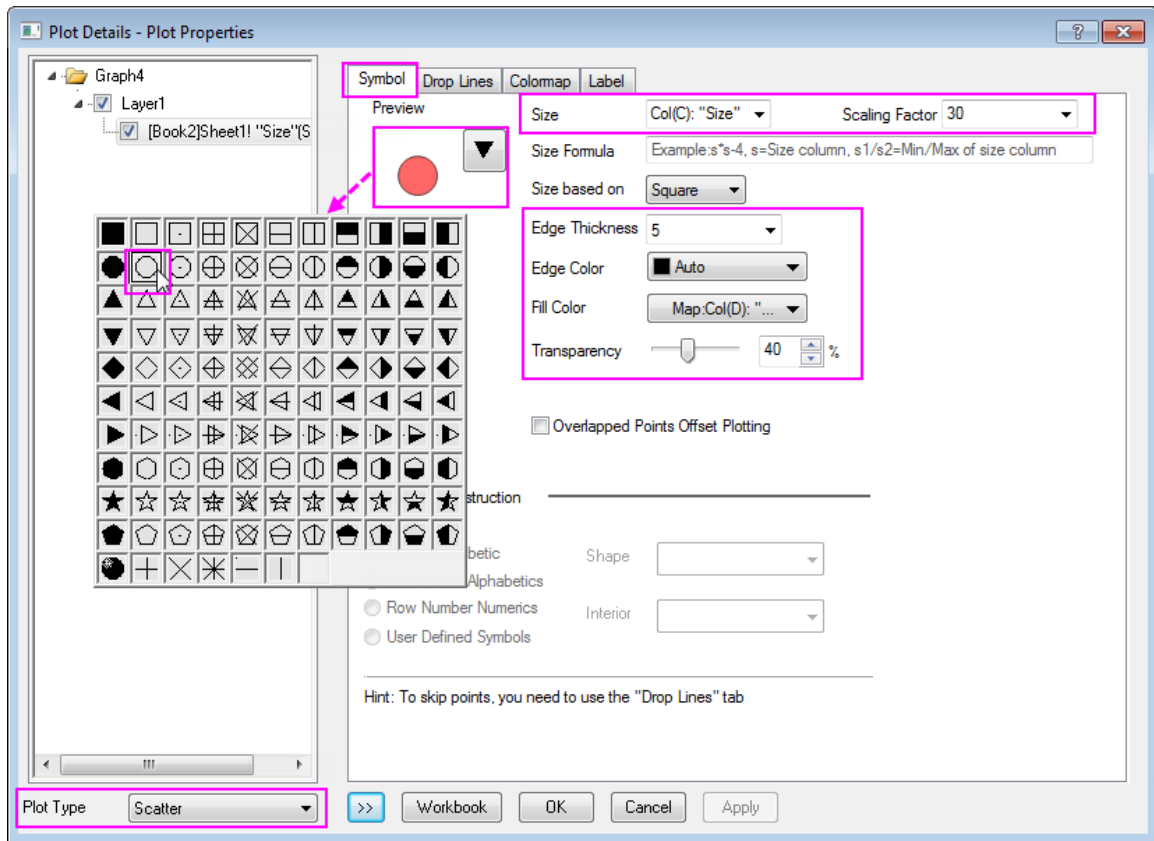 Plot Details - Plot Properties
Graph4
Layer1
[Book2]Sheet1! "Size"(S
Symbol
Drop Lines
Colormap
Label
Preview
Size
Col(C): "Size"
Scaling Factor
30
Size Formula
Example:s*s-4, s=Size column, s1/s2=Min/Max of size column
Size based on
Square
Edge Thickness
5
Edge Color
Auto
Fill Color
Map:Col(D): "...
Transparency
40
%
Overlapped Points Offset Plotting
struction
betic
Shape
Alphabetics
Row Number Numerics
Interior
User Defined Symbols
Hint: To skip points, you need to use the "Drop Lines" tab
Plot Type
Scatter
>>
Workbook
OK
Cancel
Apply